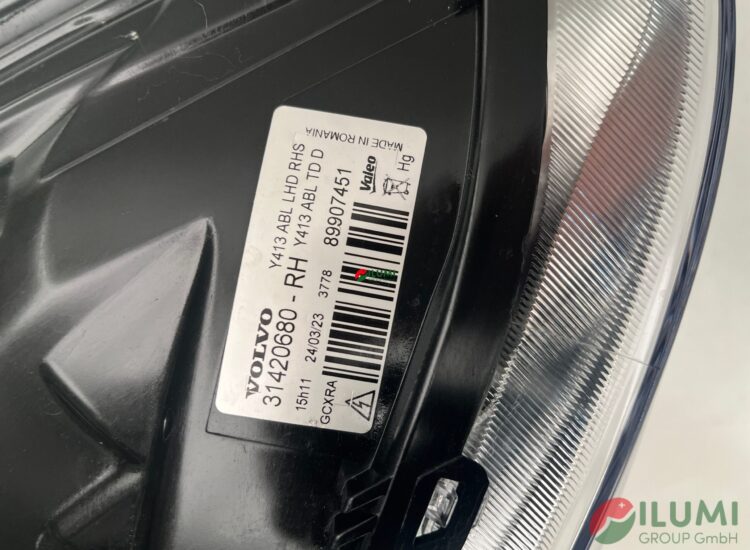 VOLVO Y413 ABL LHD RHS MADE IN ROMANIA
31420680 - RH Y413 ABL TD D
15h11 24/03/23 3778 89907451 Valeo Hg
GCXRA
ILUMI
ILUMI
GROUP GmbH